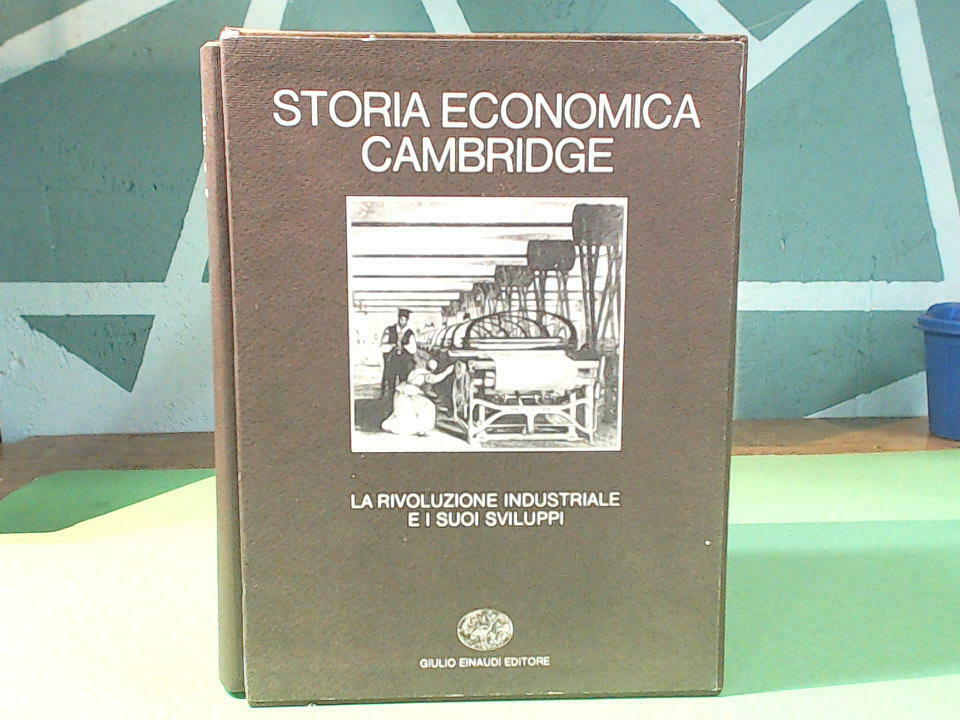 STORIA ECONOMICA
CAMBRIDGE
LA RIVOLUZIONE INDUSTRIALE
E I SUOI SVILUPPI
GIULIO EINAUDI EDITORE